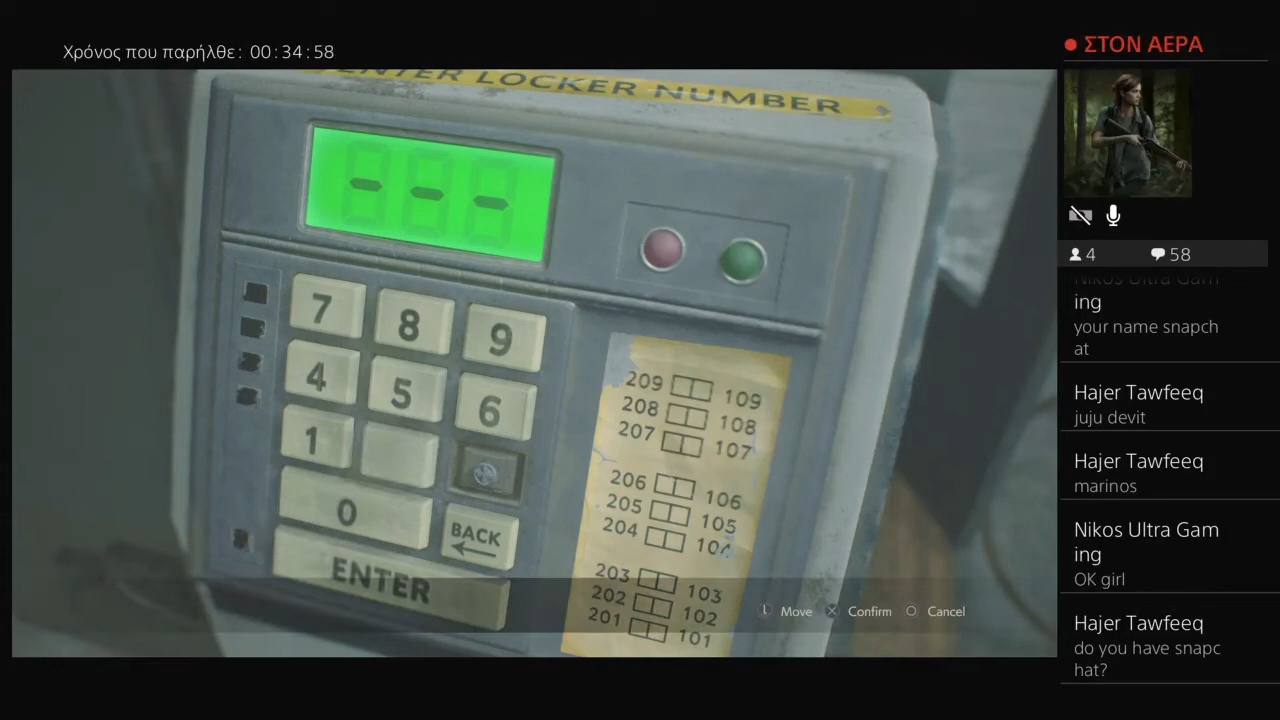 Χρόνος που παρήλθε: 00:34:58
ΣΤΟΝ ΑΕΡΑ
ENTER LOCKER NUMBER
- - -
7 8 9
4 5 6
1
0
BACK
ENTER
209 109
208 108
207 107
206 106
205 105
204 104
203 103
202 102
201 101
L Move Confirm Cancel
4 58
Nikos Ultra Gam
ing
your name snapch
at
Hajer Tawfeeq
juju devit
Hajer Tawfeeq
marinos
Nikos Ultra Gam
ing
OK girl
Hajer Tawfeeq
do you have snapc
hat?